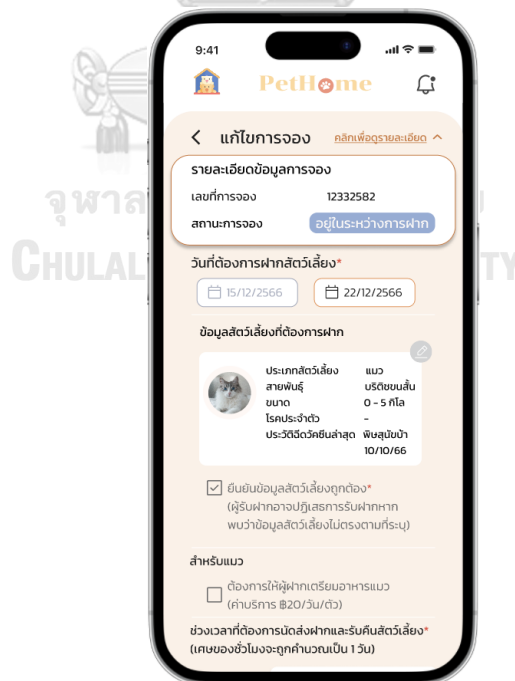 9:41
PetHome
แก้ไขการจอง คลิกเพื่อดูรายละเอียด
รายละเอียดข้อมูลการจอง
เลขที่การจอง 12332582
สถานะการจอง อยู่ในระหว่างการฝาก
วันที่ต้องการฝากสัตว์เลี้ยง*
15/12/2566 22/12/2566
ข้อมูลสัตว์เลี้ยงที่ต้องการฝาก
ประเภทสัตว์เลี้ยง แมว
สายพันธุ์ บริติชขนสั้น
ขนาด 0 - 5 กิโล
โรคประจำตัว -
ประวัติฉีดวัคซีนล่าสุด พิษสุนัขบ้า
10/10/66
ยืนยันข้อมูลสัตว์เลี้ยงถูกต้อง*
(ผู้รับฝากอาจปฏิเสธการรับฝากหาก
พบว่าข้อมูลสัตว์เลี้ยงไม่ตรงตามที่ระบุ)
สำหรับแมว
ต้องการให้ผู้ฝากเตรียมอาหารแมว
(ค่าบริการ ฿20/วัน/ตัว)
ช่วงเวลาที่ต้องการนัดส่งฝากและรับคืนสัตว์เลี้ยง*
(เศษของชั่วโมงจะถูกคำนวณเป็น 1 วัน)
จุฬาล
CHULAL TY